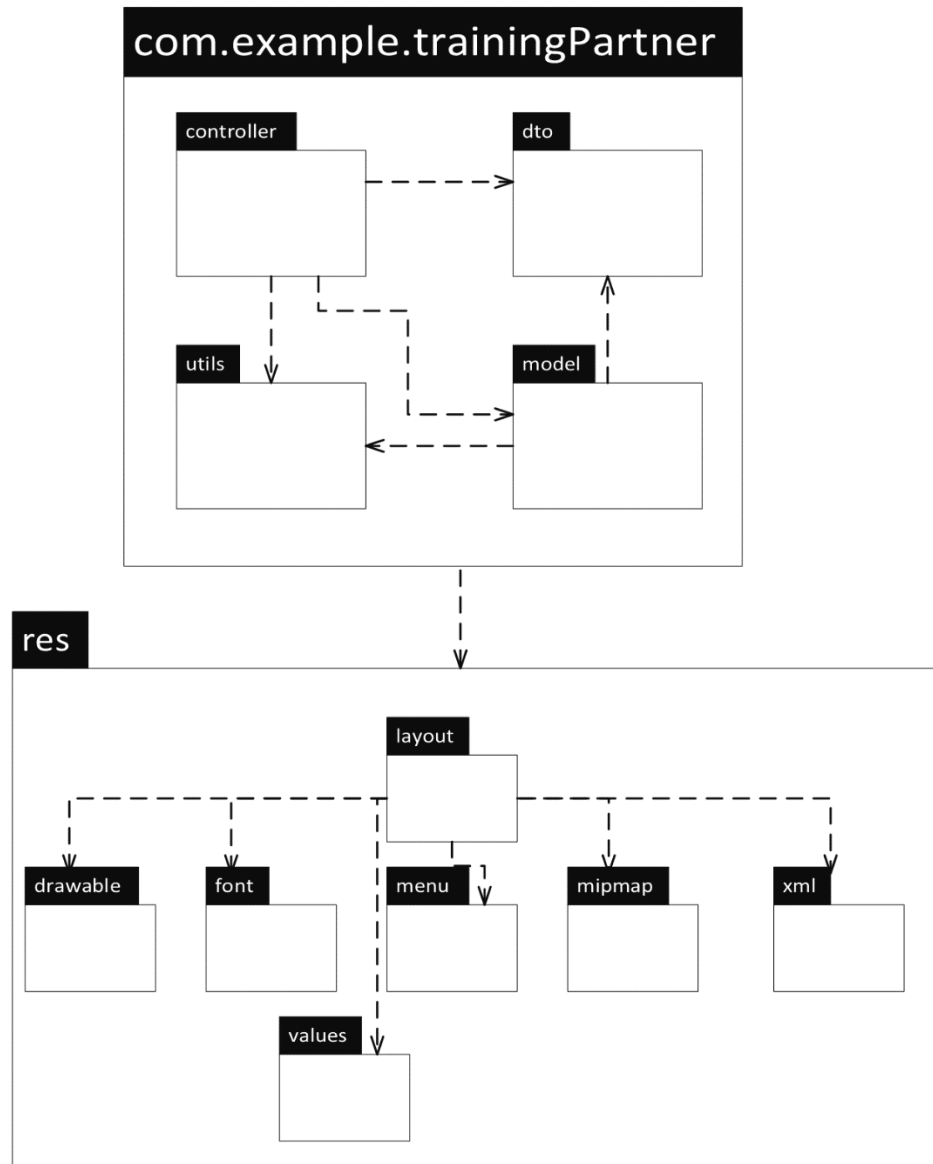 com.example.trainingPartner
controller
dto
utils
model
res
layout
drawable
font
menu
mipmap
xml
values